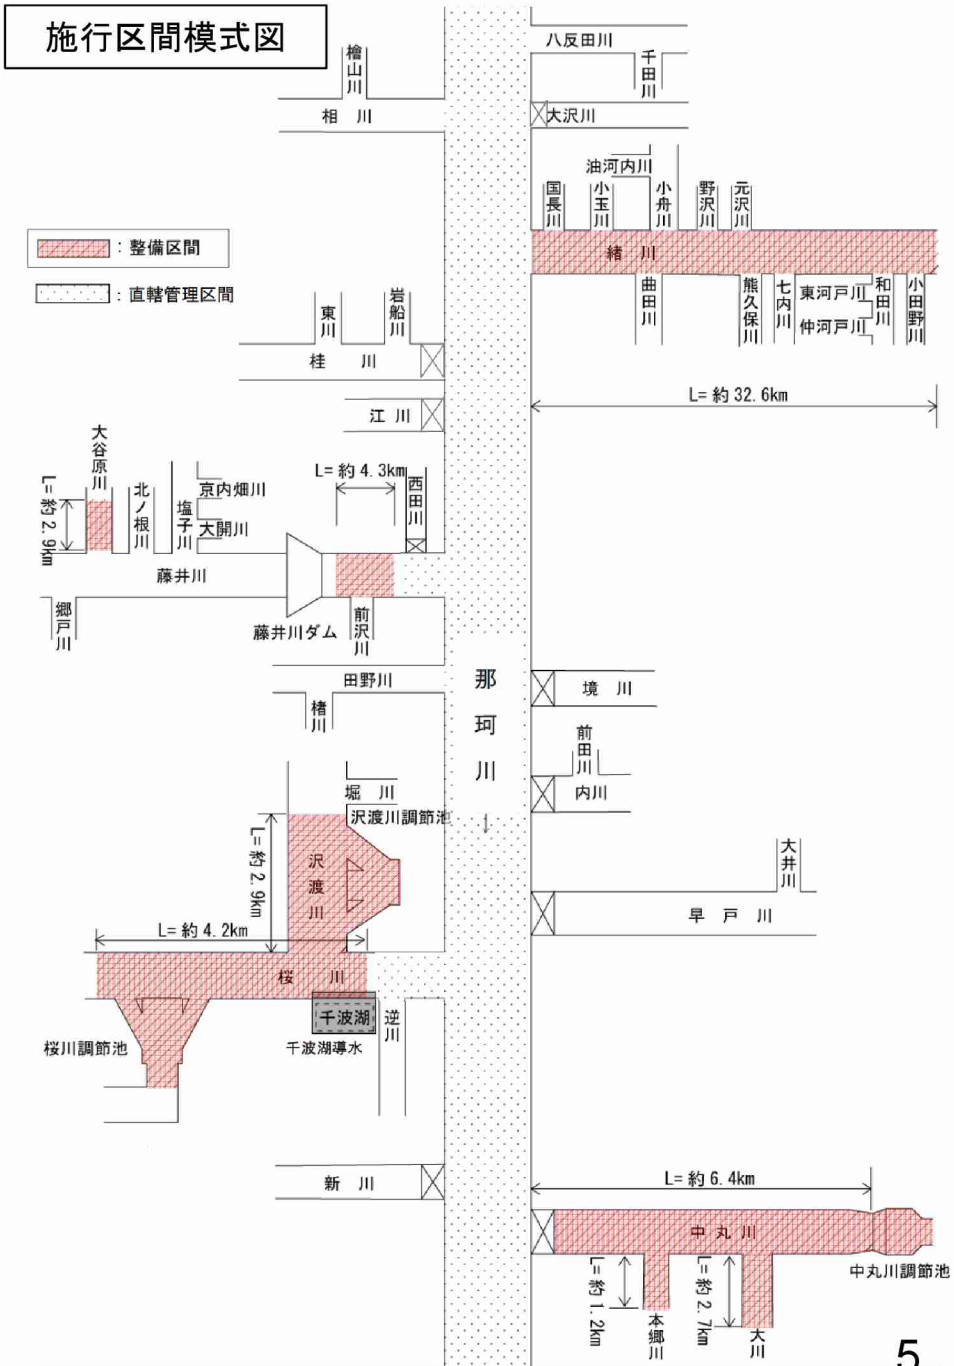 施行区間模式図
八反田川
千田川
檜山川
相川
大沢川
油河内川
国長川
小玉川
小舟川
野沢川
元沢川
緒川
：整備区間
：直轄管理区間
曲田川
熊久保川
七内川
東河戸川
仲河戸川
和田川
小田野川
東川
岩船川
桂川
L=約32.6km
江川
大谷原川
L=約2.9km
北ノ根川
塩子川
京内畑川
大開川
L=約4.3km
西田川
藤井川
郷戸川
藤井川ダム
前沢川
田野川
楮川
那珂川
↓
境川
前田川
内川
堀川
沢渡川調節池
沢渡川
L=約2.9km
大井川
早戸川
L=約4.2km
桜川
千波湖
逆川
桜川調節池
千波湖導水
新川
L=約6.4km
中丸川
中丸川調節池
L=約1.2km
本郷川
L=約2.7km
大川
5